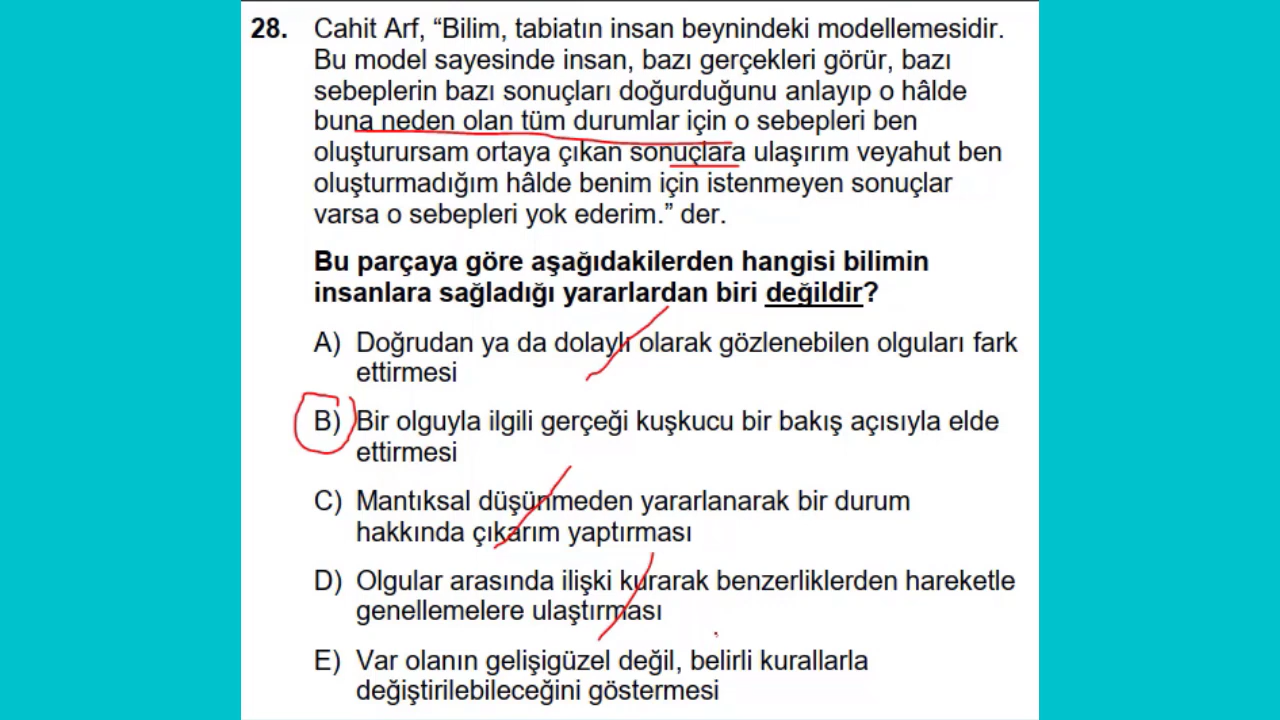 28. Cahit Arf, “Bilim, tabiatın insan beynindeki modellemesidir.
Bu model sayesinde insan, bazı gerçekleri görür, bazı
sebeplerin bazı sonuçları doğurduğunu anlayıp o hâlde
buna neden olan tüm durumlar için o sebepleri ben
oluşturursam ortaya çıkan sonuçlara ulaşırım veyahut ben
oluşturmadığım hâlde benim için istenmeyen sonuçlar
varsa o sebepleri yok ederim.” der.
Bu parçaya göre aşağıdakilerden hangisi bilimin
insanlara sağladığı yararlardan biri değildir?
A) Doğrudan ya da dolaylı olarak gözlenebilen olguları fark
ettirmesi
B) Bir olguyla ilgili gerçeği kuşkucu bir bakış açısıyla elde
ettirmesi
C) Mantıksal düşünmeden yararlanarak bir durum
hakkında çıkarım yaptırması
D) Olgular arasında ilişki kurarak benzerliklerden hareketle
genellemelere ulaştırması
E) Var olanın gelişigüzel değil, belirli kurallarla
değiştirilebileceğini göstermesi